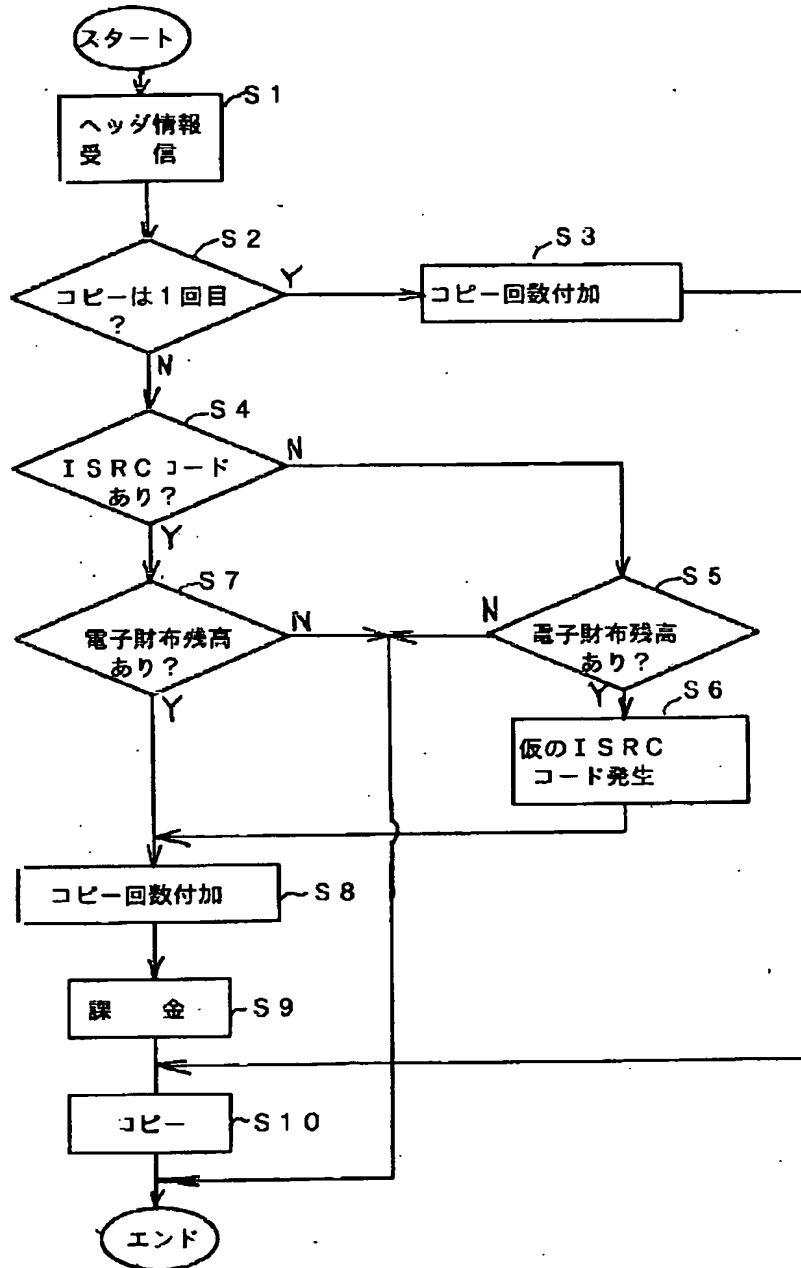 スタート
S1
ヘッダ情報
受　信
S2
コピーは1回目
?
Y
N
S3
コピー回数付加
S4
ISRCコード
あり?
N
Y
S7
電子財布残高
あり?
N
Y
S5
電子財布残高
あり?
N
Y
S6
仮のISRC
コード発生
コピー回数付加
S8
課　金
S9
コピー
S10
エンド